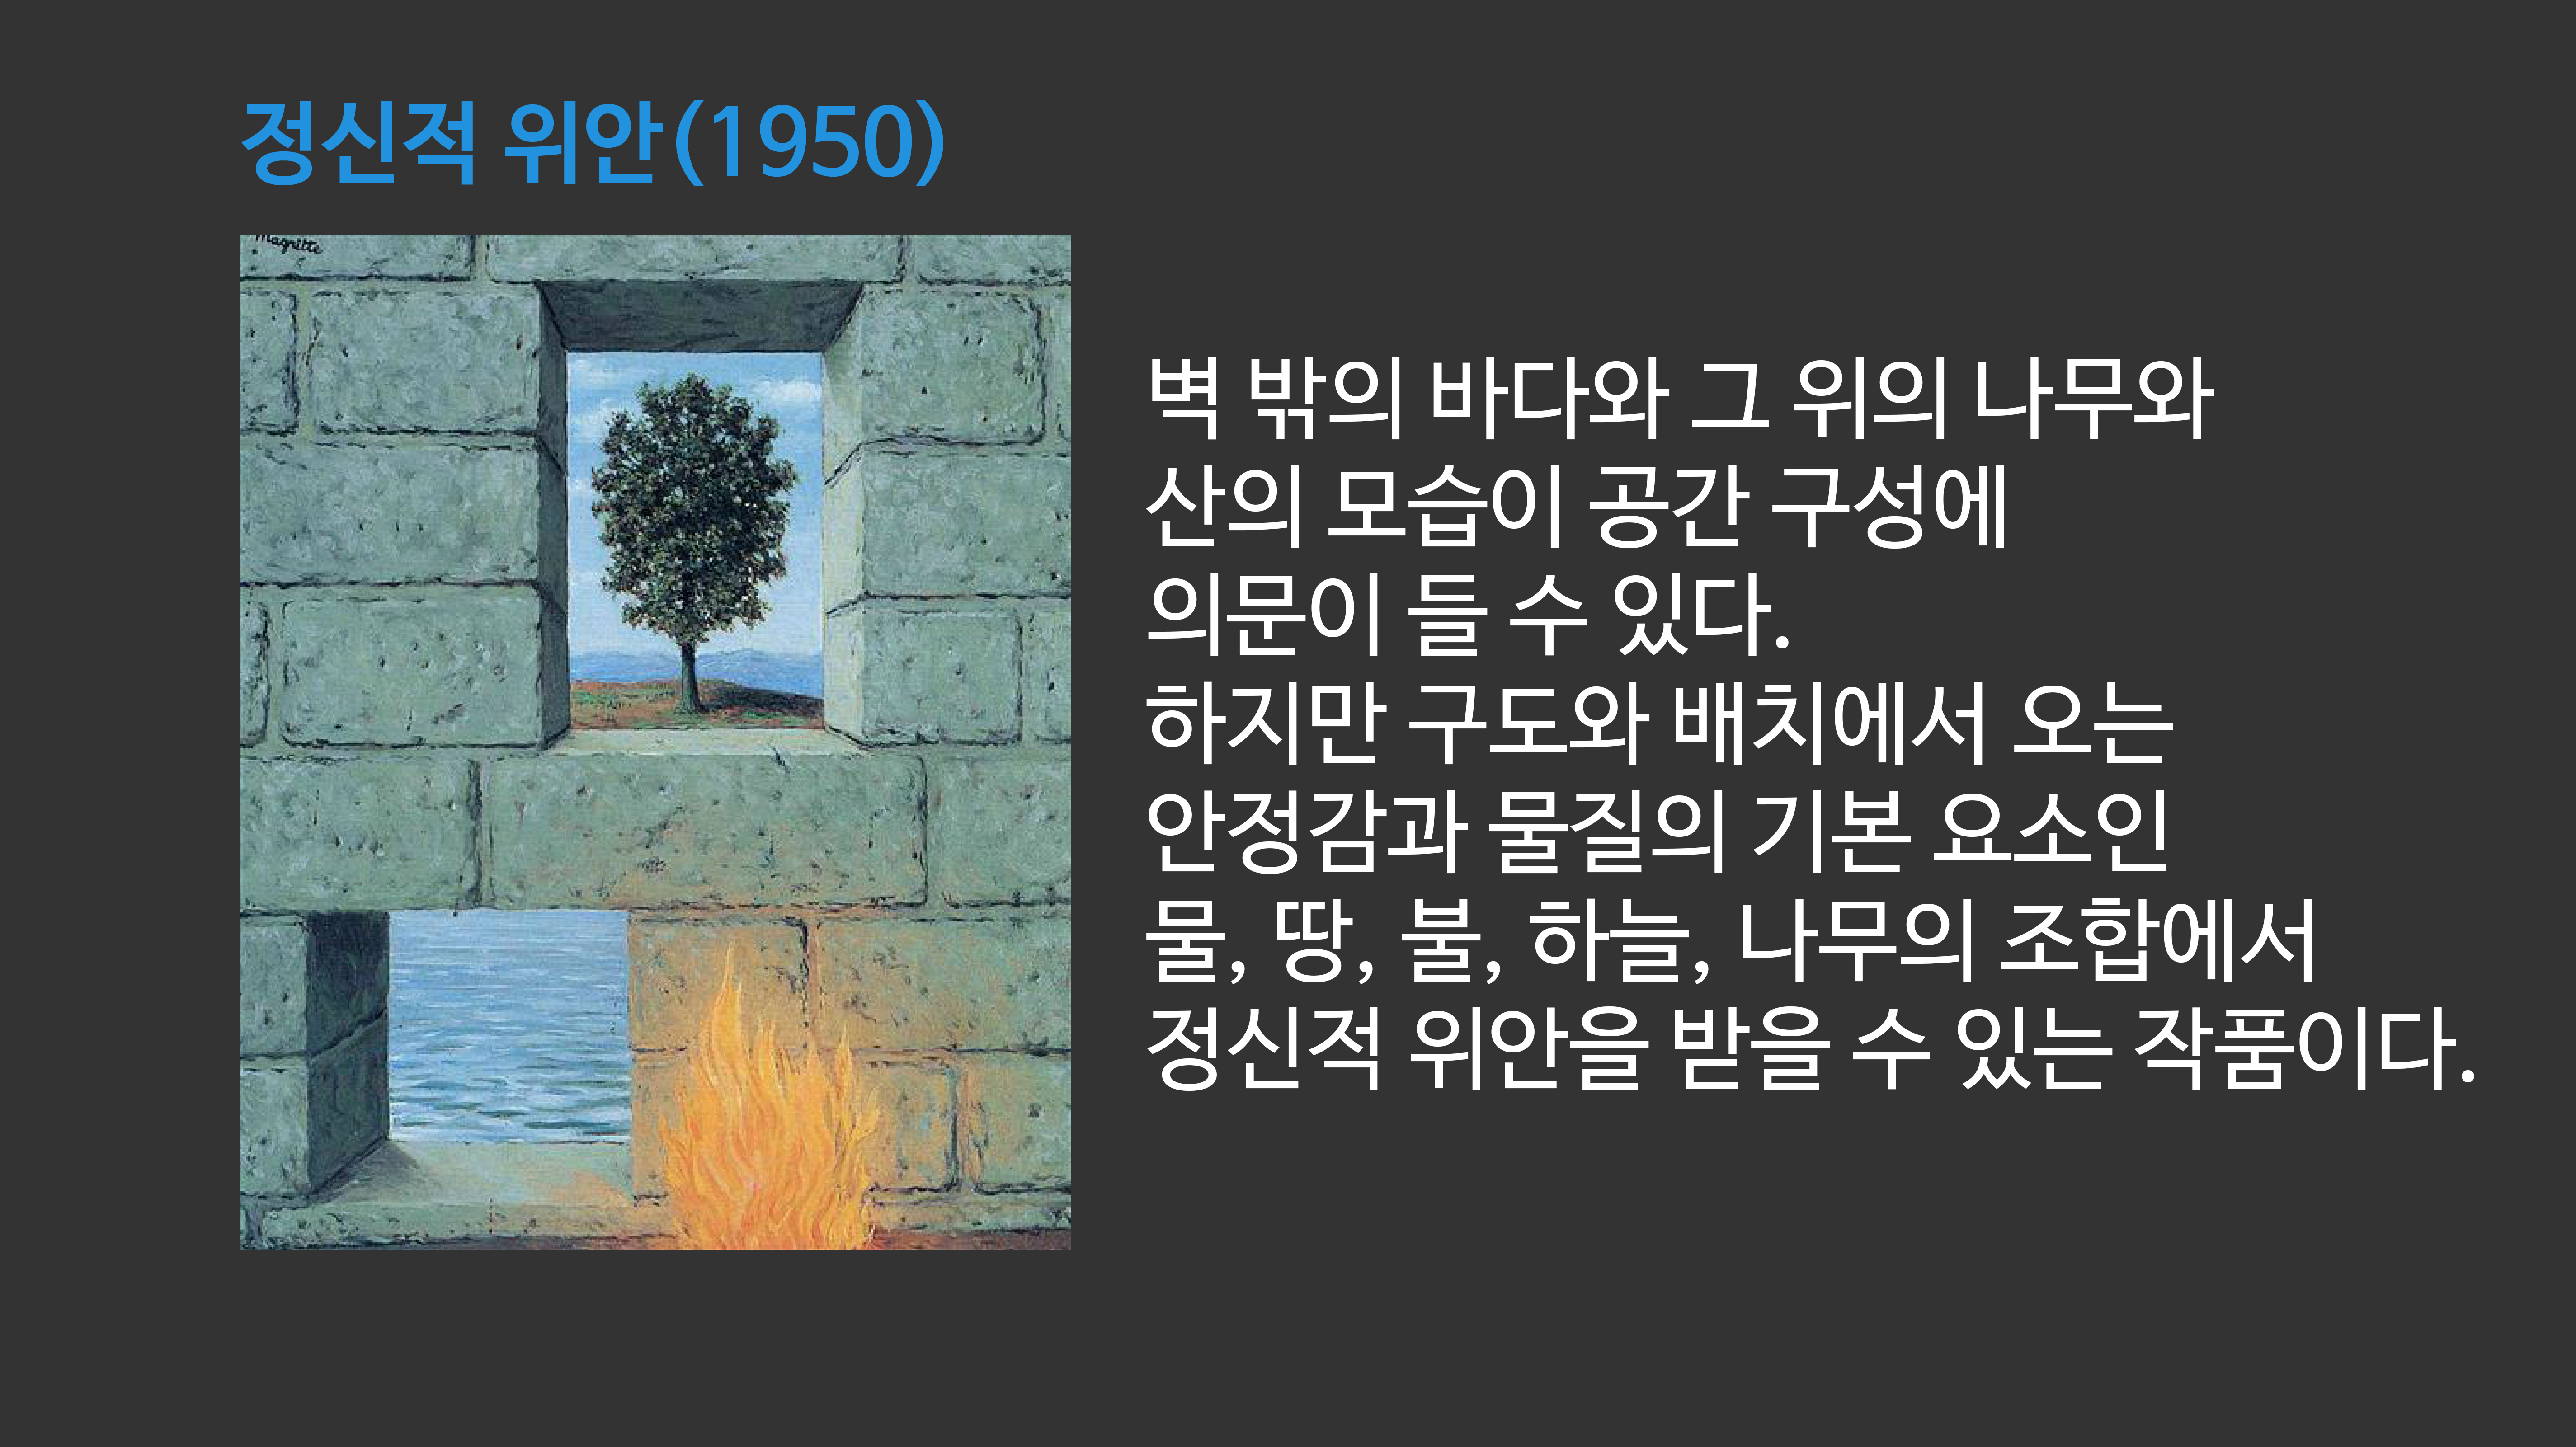 정신적 위안(1950)
Magritte
벽 밖의 바다와 그 위의 나무와
산의 모습이 공간 구성에
의문이 들 수 있다.
하지만 구도와 배치에서 오는
안정감과 물질의 기본 요소인
물, 땅, 불, 하늘, 나무의 조합에서
정신적 위안을 받을 수 있는 작품이다.